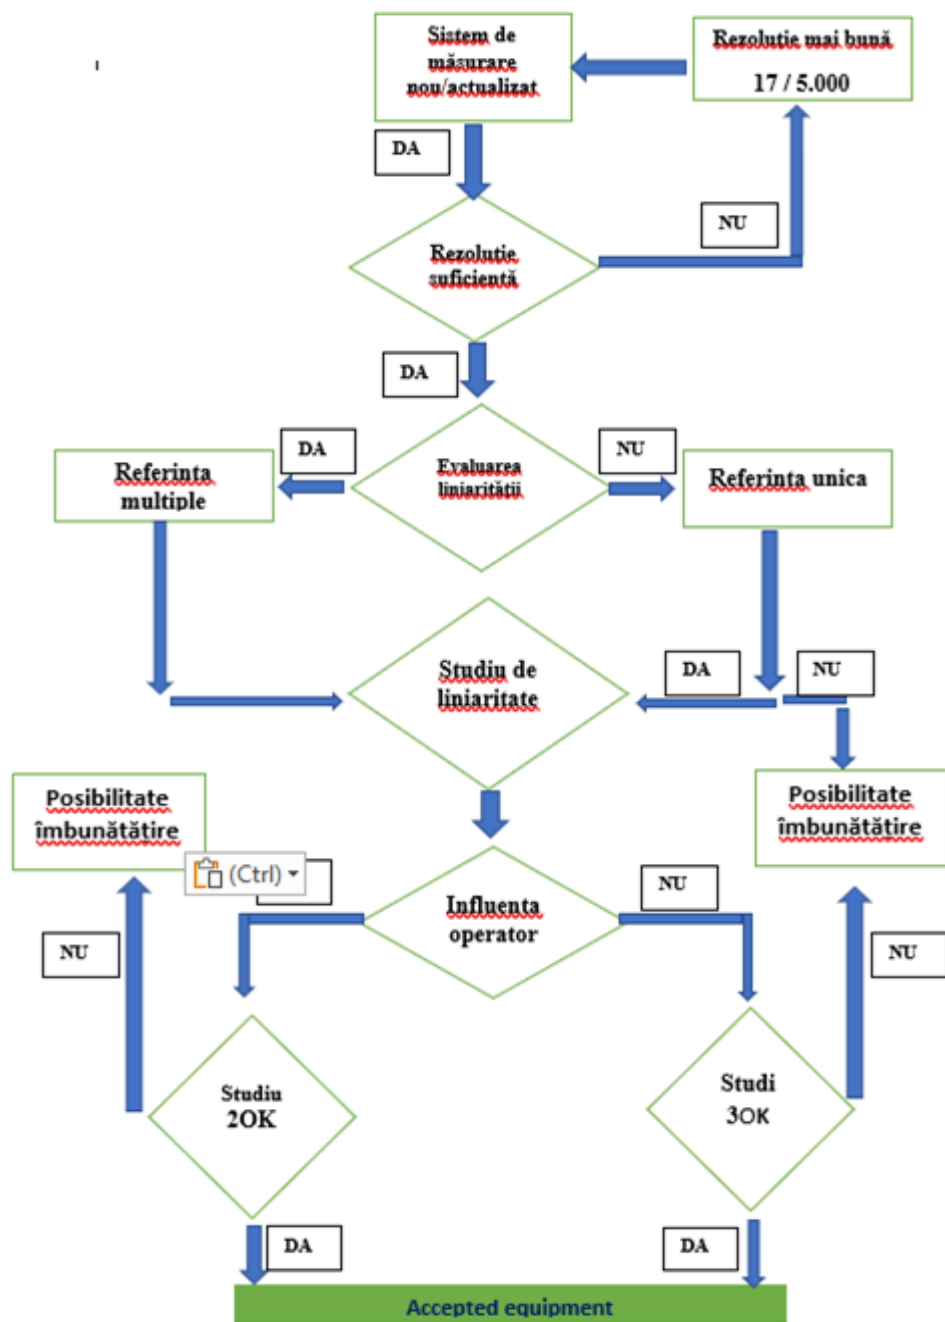 Sistem de
măsurare
nou/actualizat
Rezolutie mai bună
17 / 5.000
DA
NU
Rezolutie
suficientă
DA
DA
NU
Referinta
multiple
Evaluarea
liniarității
Referinta unica
Studiu de
liniaritate
DA
NU
Posibilitate
îmbunătățire
Posibilitate
îmbunătățire
(Ctrl)
NU
Influenta
operator
NU
NU
Studiu
2OK
Studi
3OK
DA
DA
Accepted equipment